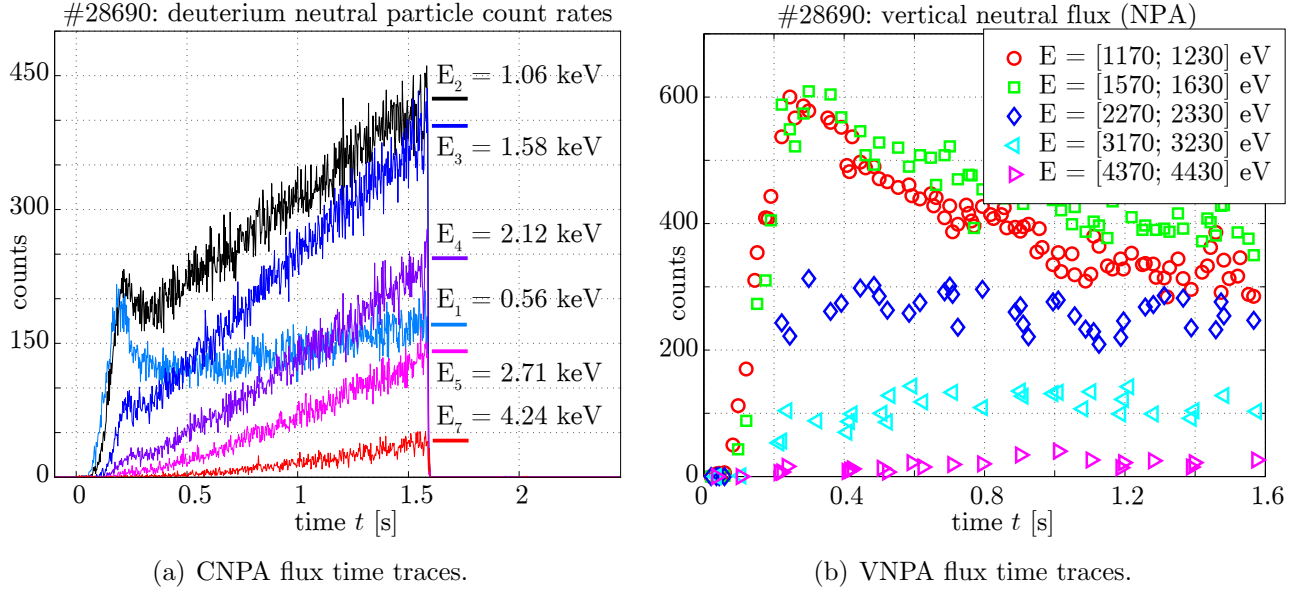 #28690: deuterium neutral particle count rates
450
300
150
0
counts
E₂ = 1.06 keV
E₃ = 1.58 keV
E₄ = 2.12 keV
E₁ = 0.56 keV
E₅ = 2.71 keV
E₇ = 4.24 keV
0 0.5 1 1.5 2
time t [s]
(a) CNPA flux time traces.
#28690: vertical neutral flux (NPA)
600
500
400
300
200
100
0
counts
E = [1170; 1230] eV
E = [1570; 1630] eV
E = [2270; 2330] eV
E = [3170; 3230] eV
E = [4370; 4430] eV
0 0.4 0.8 1.2 1.6
time t [s]
(b) VNPA flux time traces.